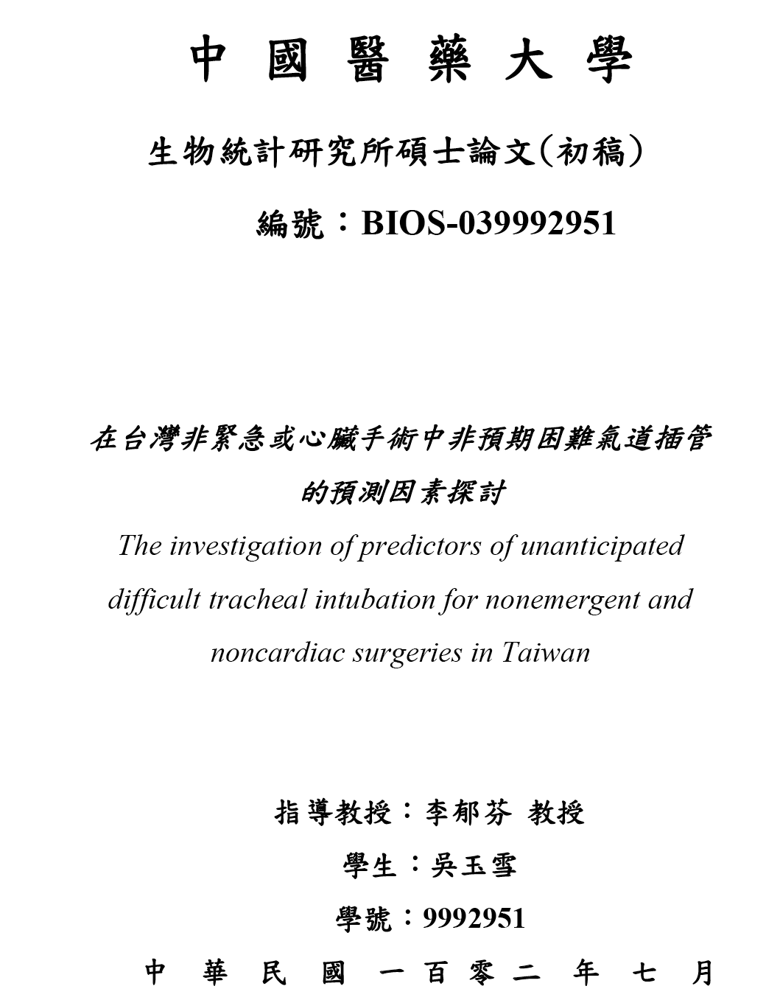 中國醫藥大學
生物統計研究所碩士論文(初稿)
編號：BIOS-039992951
在台灣非緊急或心臟手術中非預期困難氣道插管
的預測因素探討
The investigation of predictors of unanticipated
difficult tracheal intubation for nonemergent and
noncardiac surgeries in Taiwan
指導教授：李郁芬 教授
學生：吳玉雪
學號：9992951
中華民國一百零二年七月